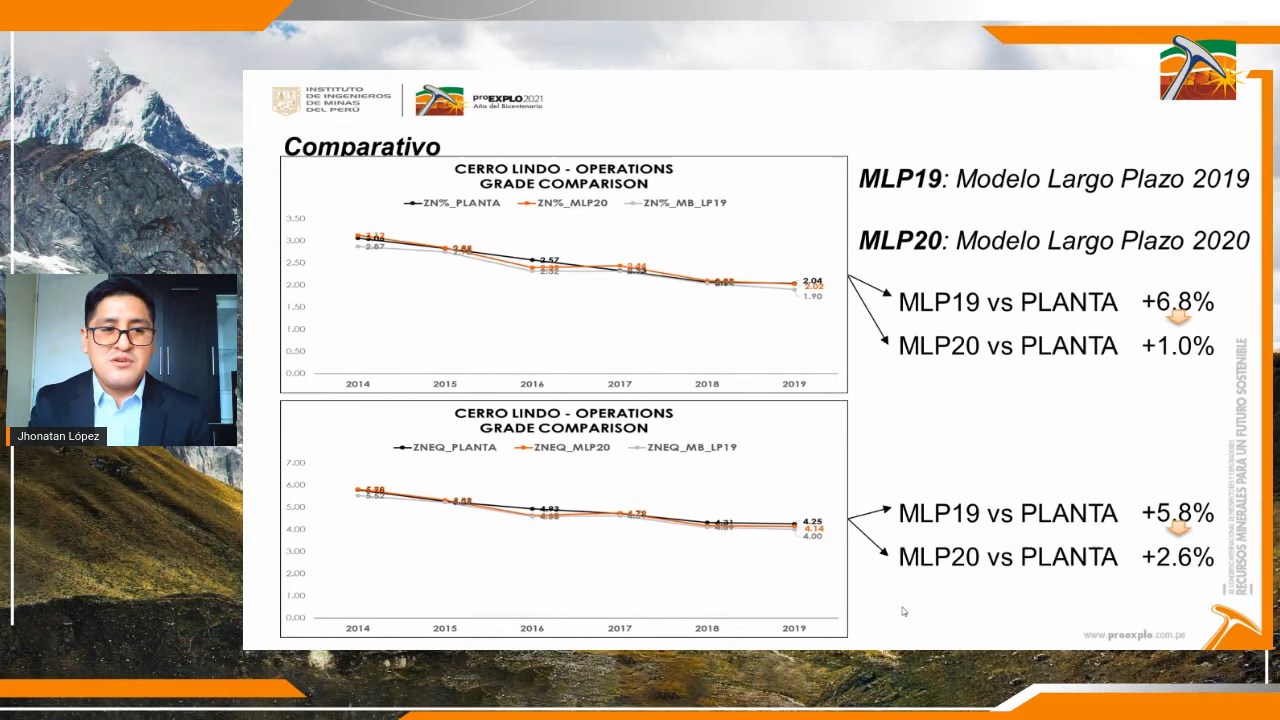 INSTITUTO
DE INGENIEROS
DE MINAS
DEL PERÚ
proEXPLO2021
Año del Bicentenario
Comparativo
CERRO LINDO - OPERATIONS
GRADE COMPARISON
ZN%_PLANTA ZN%_MLP20 ZN%_MB_LP19
3.50
3.00
2.50
2.00
1.50
1.00
0.50
0.00
2.87
2.57
2.32
2.44
2.04
2.02
1.90
2014 2015 2016 2017 2018 2019
CERRO LINDO - OPERATIONS
GRADE COMPARISON
ZNEQ_PLANTA ZNEQ_MLP20 ZNEQ_MB_LP19
7.00
6.00
5.00
4.00
3.00
2.00
1.00
0.00
5.52
4.93
4.78
4.31
4.25
4.14
4.00
2014 2015 2016 2017 2018 2019
MLP19: Modelo Largo Plazo 2019
MLP20: Modelo Largo Plazo 2020
MLP19 vs PLANTA +6.8%
MLP20 vs PLANTA +1.0%
MLP19 vs PLANTA +5.8%
MLP20 vs PLANTA +2.6%
RECURSOS MINERALES PARA UN FUTURO SOSTENIBLE
www.proexplo.com.pe
Jhonatan López